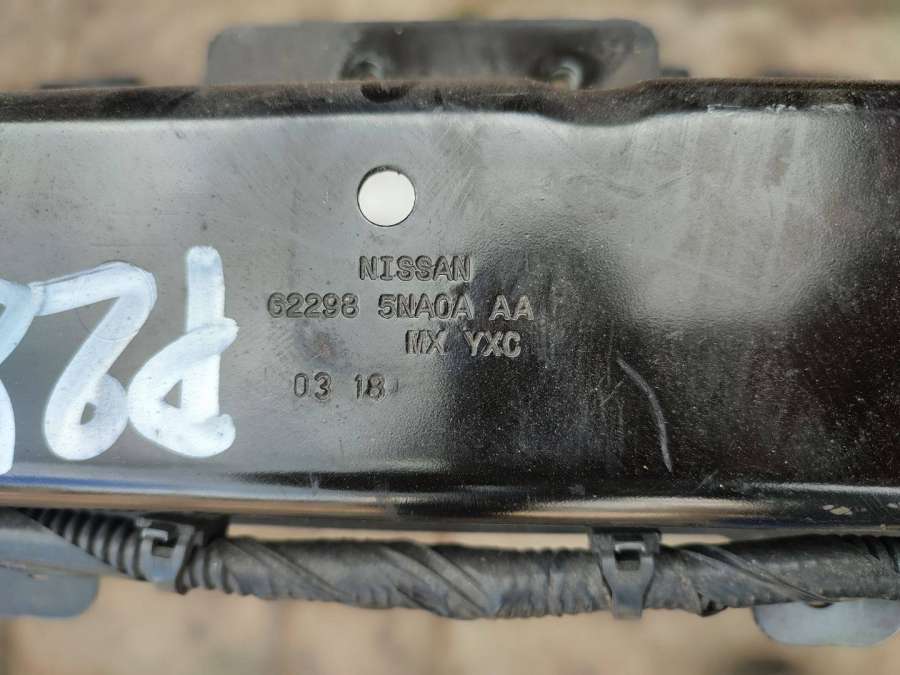 NISSAN
62298 5NA0A AA
MX YXC
03 18